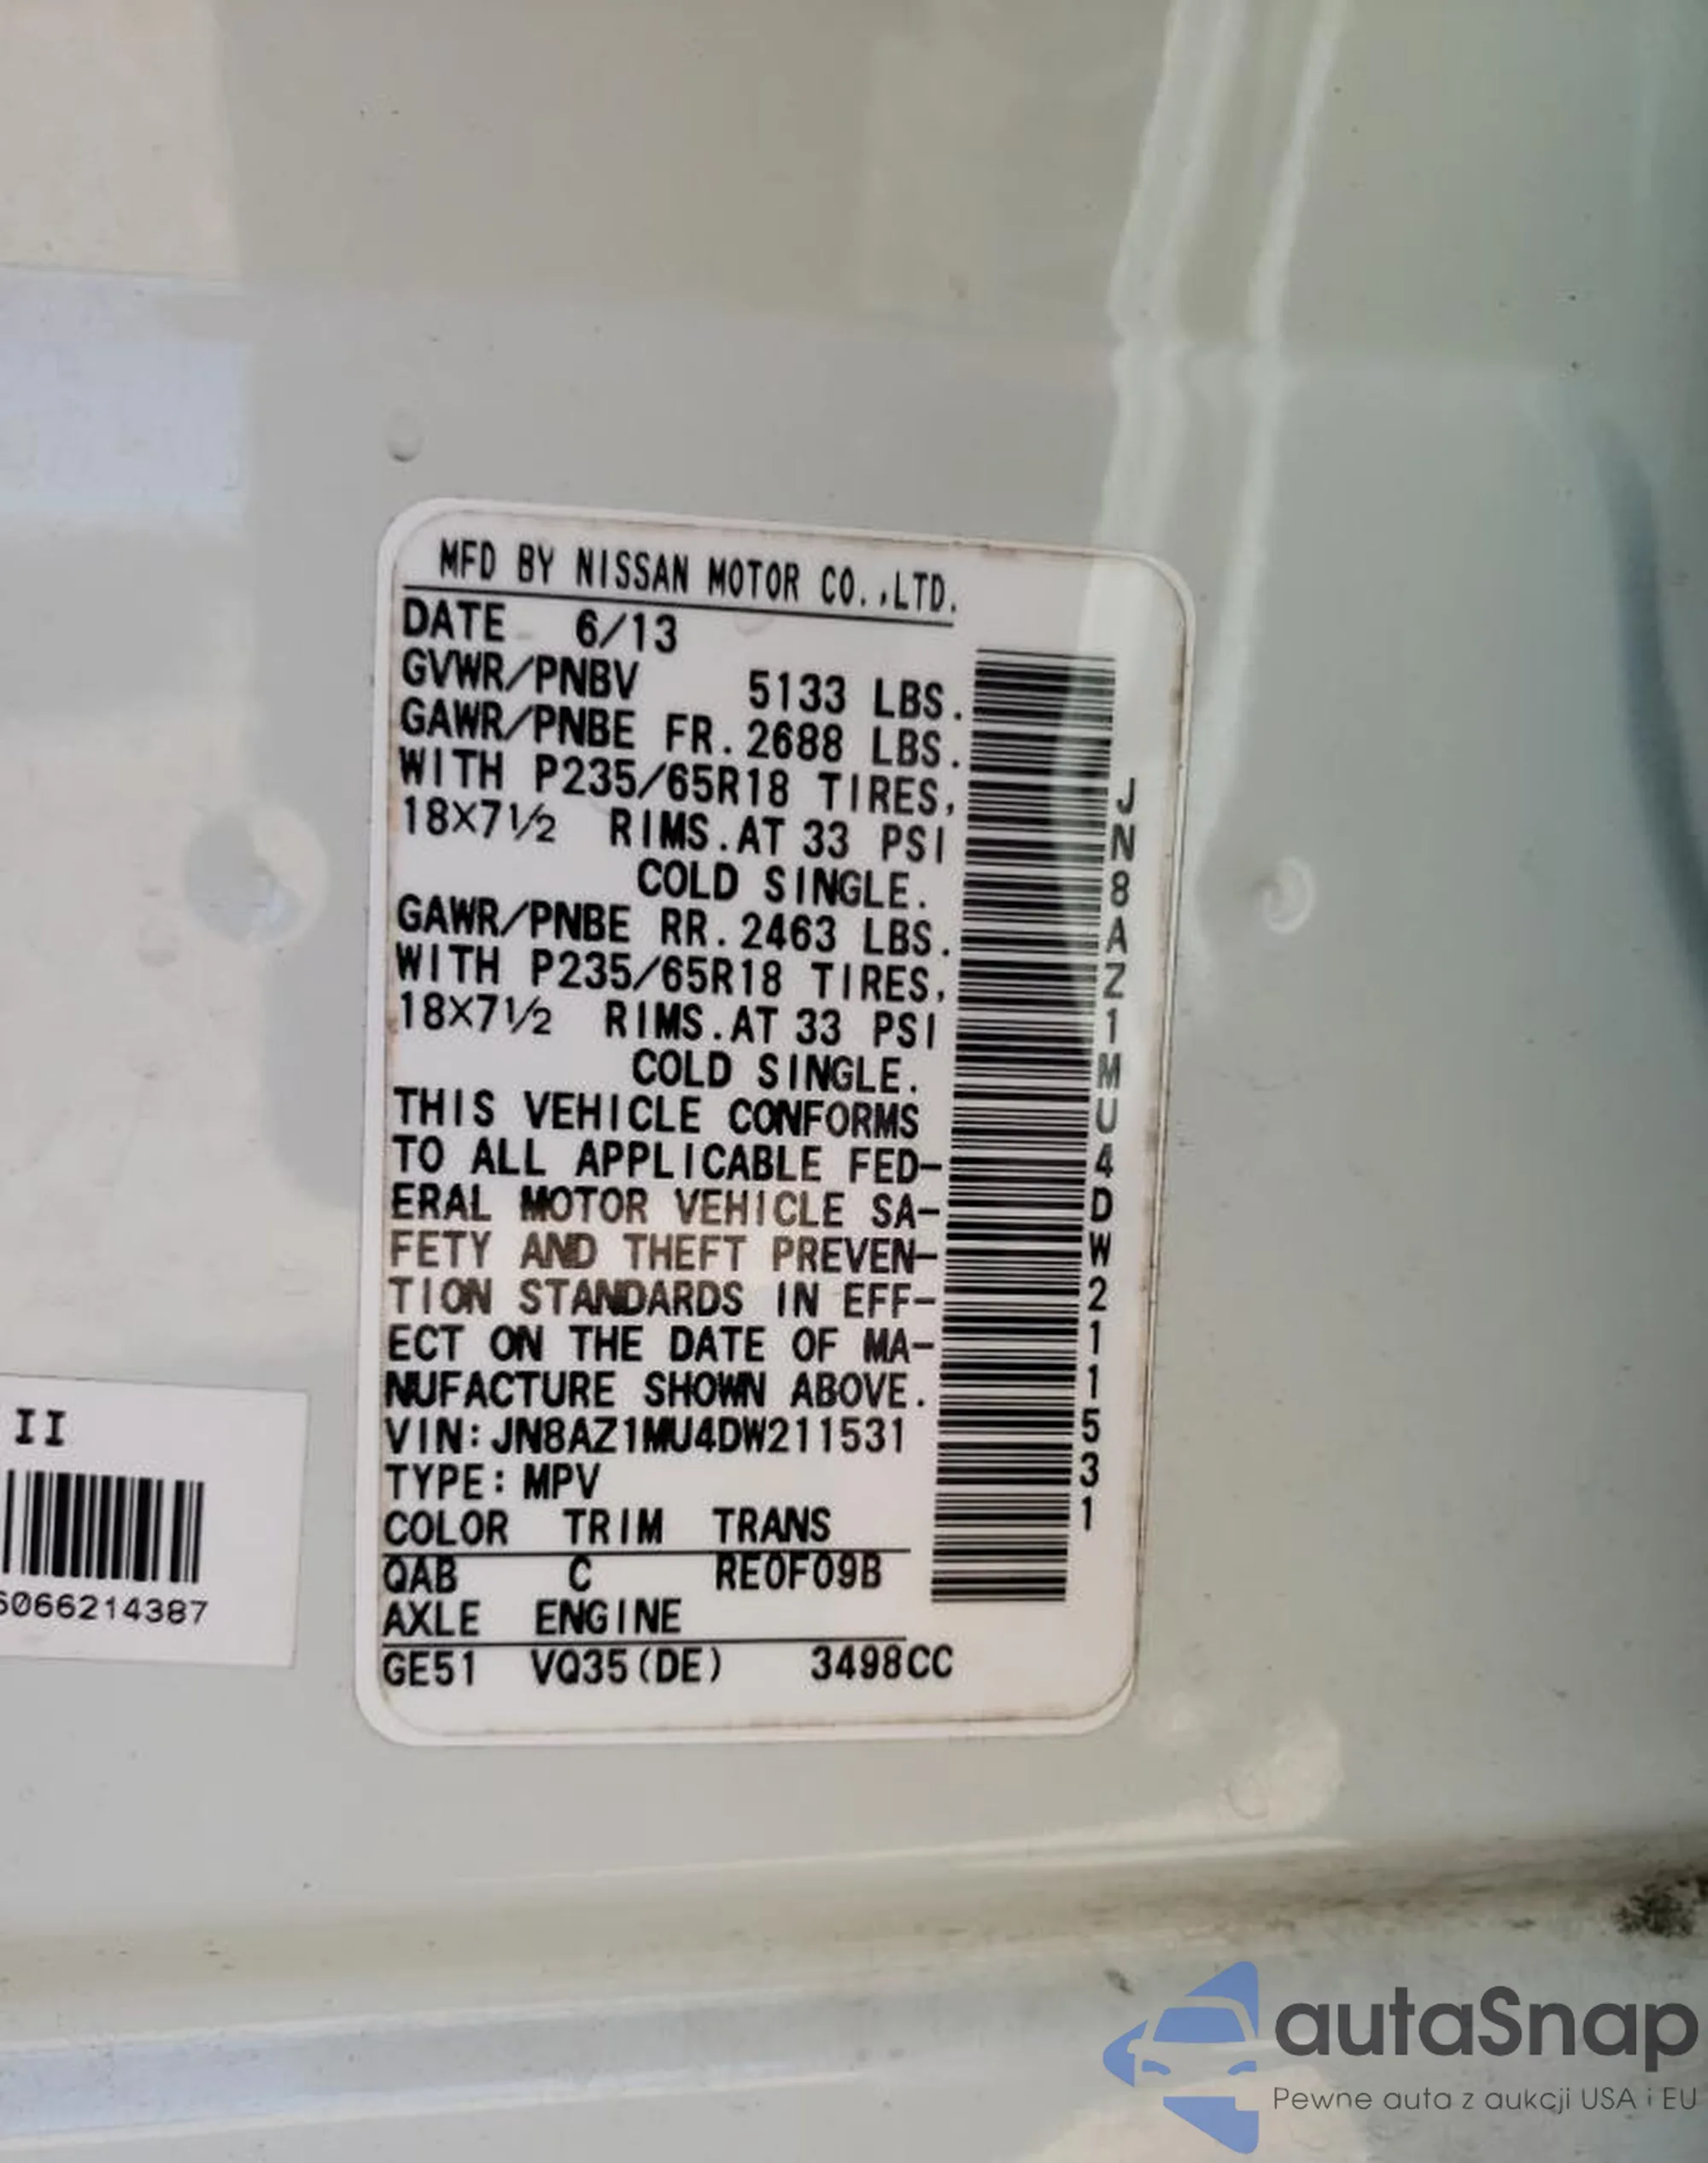 MFD BY NISSAN MOTOR CO.,LTD.
DATE 6/13
GVWR/PNBV 5133 LBS.
GAWR/PNBE FR.2688 LBS.
WITH P235/65R18 TIRES,
18X7½ RIMS.AT 33 PSI
COLD SINGLE.
GAWR/PNBE RR.2463 LBS.
WITH P235/65R18 TIRES,
18X7½ RIMS.AT 33 PSI
COLD SINGLE.
THIS VEHICLE CONFORMS
TO ALL APPLICABLE FED-
ERAL MOTOR VEHICLE SA-
FETY AND THEFT PREVEN-
TION STANDARDS IN EFF-
ECT ON THE DATE OF MA-
NUFACTURE SHOWN ABOVE.
VIN:JN8AZ1MU4DW211531
TYPE:MPV
COLOR TRIM TRANS
QAB C RE0F09B
AXLE ENGINE
GE51 VQ35(DE) 3498CC
JN8AZ1MU4DW211531
II
6066214387
autaSnap
Pewne auta z aukcji USA i EU